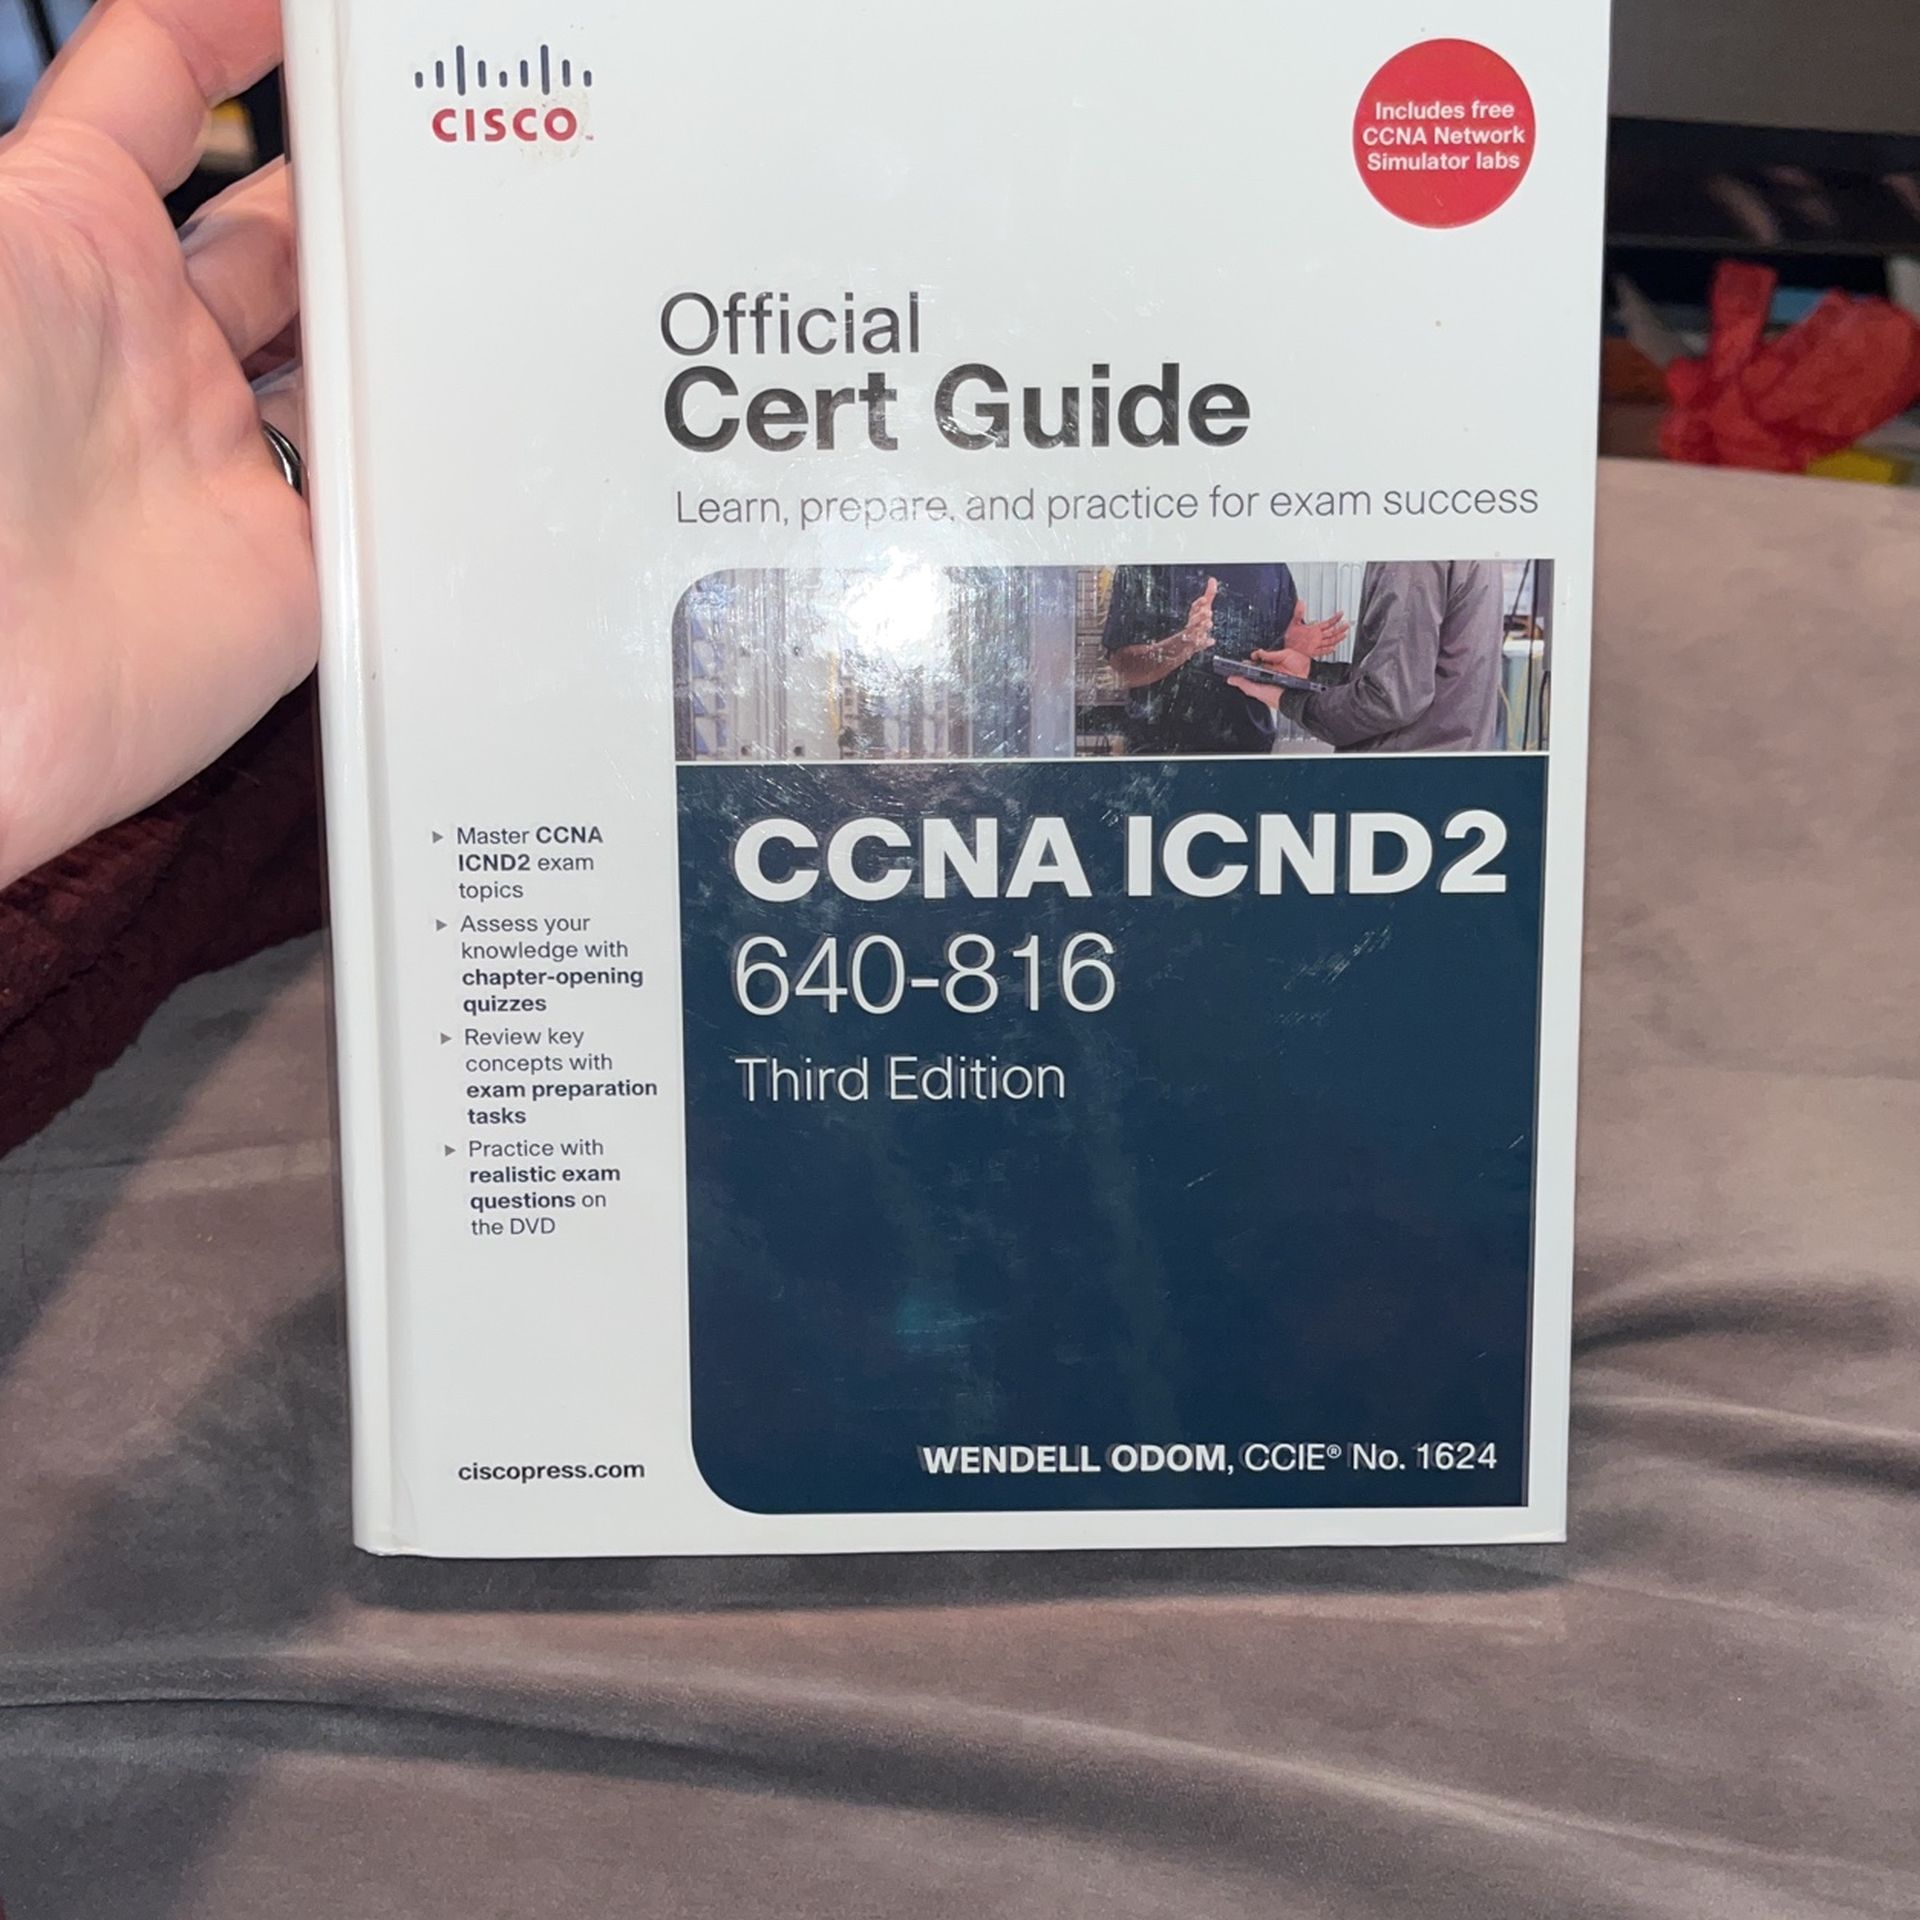 CISCO™
Includes free
CCNA Network
Simulator labs
Official
Cert Guide
Learn, prepare, and practice for exam success
▶ Master CCNA
ICND2 exam
topics
▶ Assess your
knowledge with
chapter-opening
quizzes
▶ Review key
concepts with
exam preparation
tasks
▶ Practice with
realistic exam
questions on
the DVD
CCNA ICND2
640-816
Third Edition
ciscopress.com
WENDELL ODOM, CCIE® No. 1624